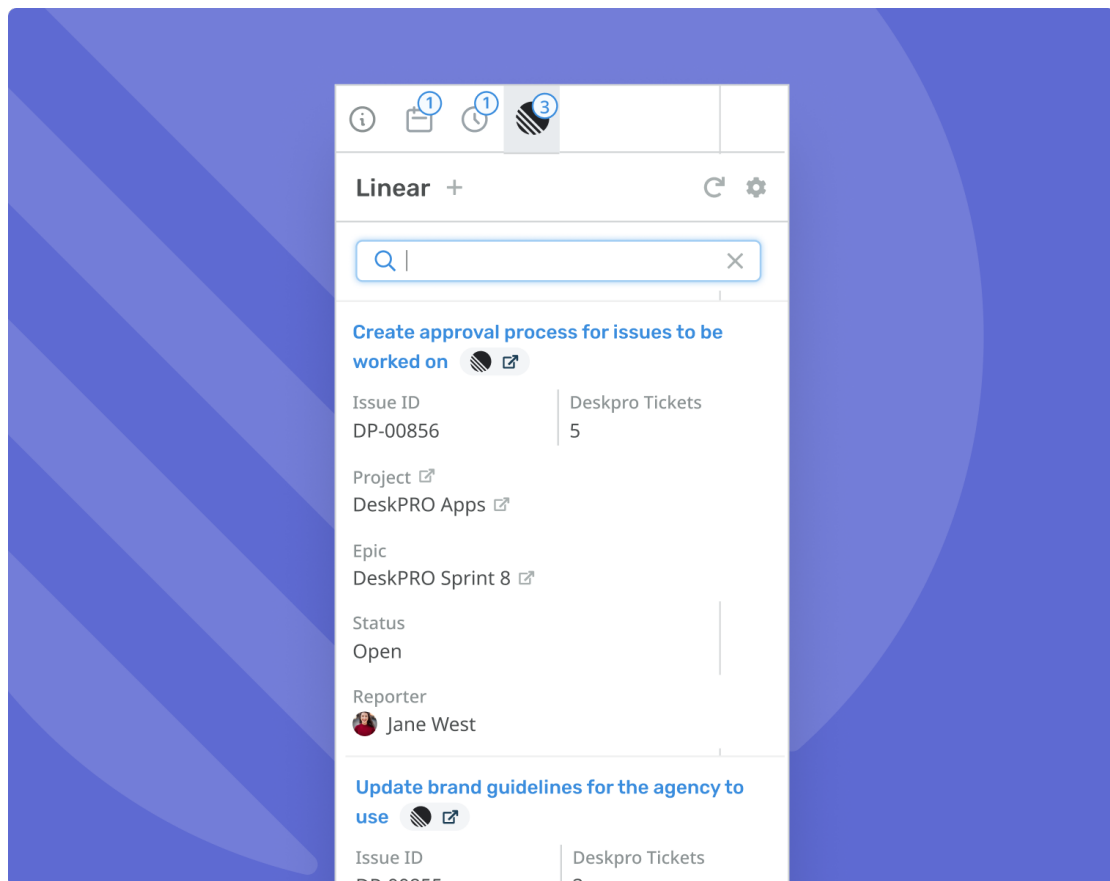 1 1 3
Linear
Create approval process for issues to be
worked on
Issue ID Deskpro Tickets
DP-00856 5
Project
DeskPRO Apps
Epic
DeskPRO Sprint 8
Status
Open
Reporter
Jane West
Update brand guidelines for the agency to
use
Issue ID Deskpro Tickets